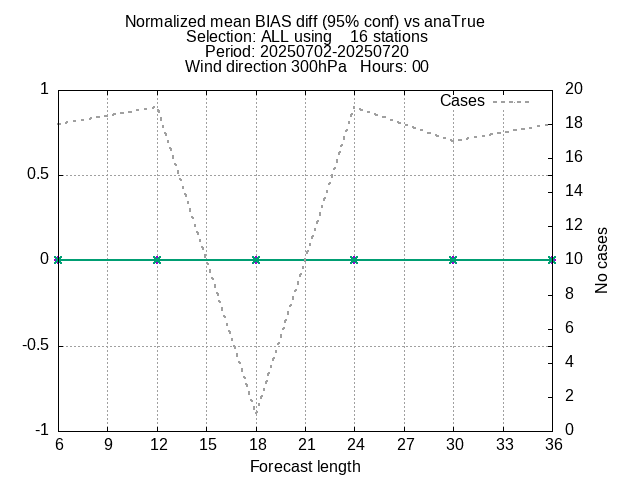 Normalized mean BIAS diff (95% conf) vs anaTrue
Selection: ALL using    16 stations
Period: 20250702-20250720
Wind direction 300hPa   Hours: 00
Cases
1
0.5
0
-0.5
-1
20
18
16
14
12
10
8
6
4
2
0
No cases
6 9 12 15 18 21 24 27 30 33 36
Forecast length